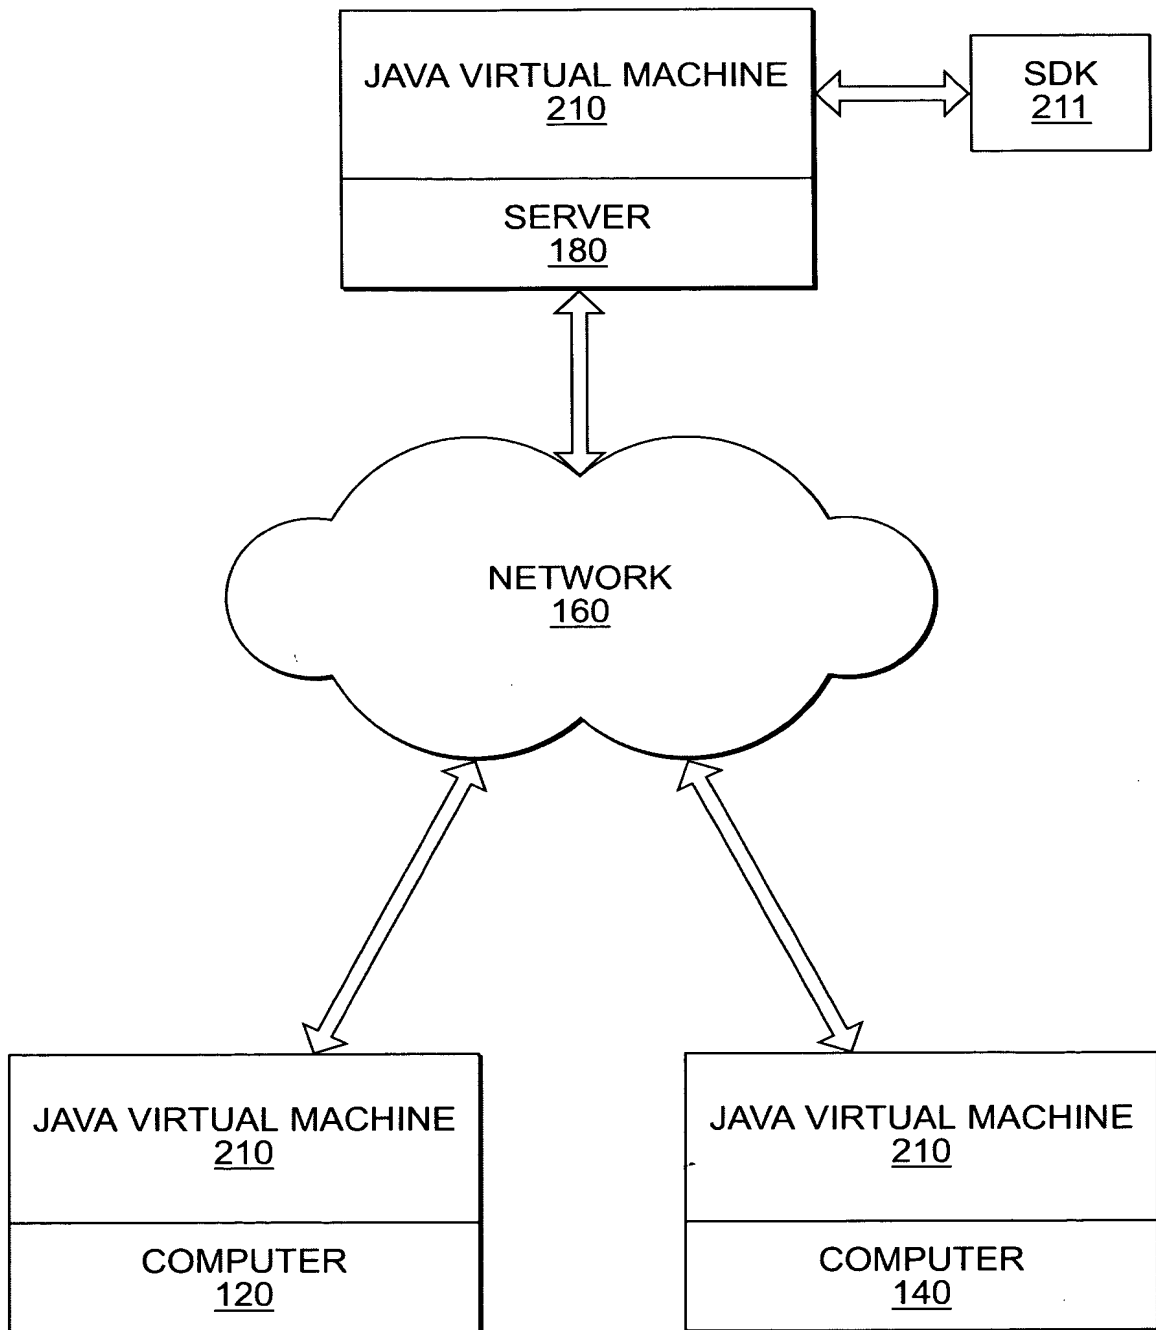 JAVA VIRTUAL MACHINE
210
SDK
211
SERVER
180
NETWORK
160
JAVA VIRTUAL MACHINE
210
COMPUTER
120
JAVA VIRTUAL MACHINE
210
COMPUTER
140